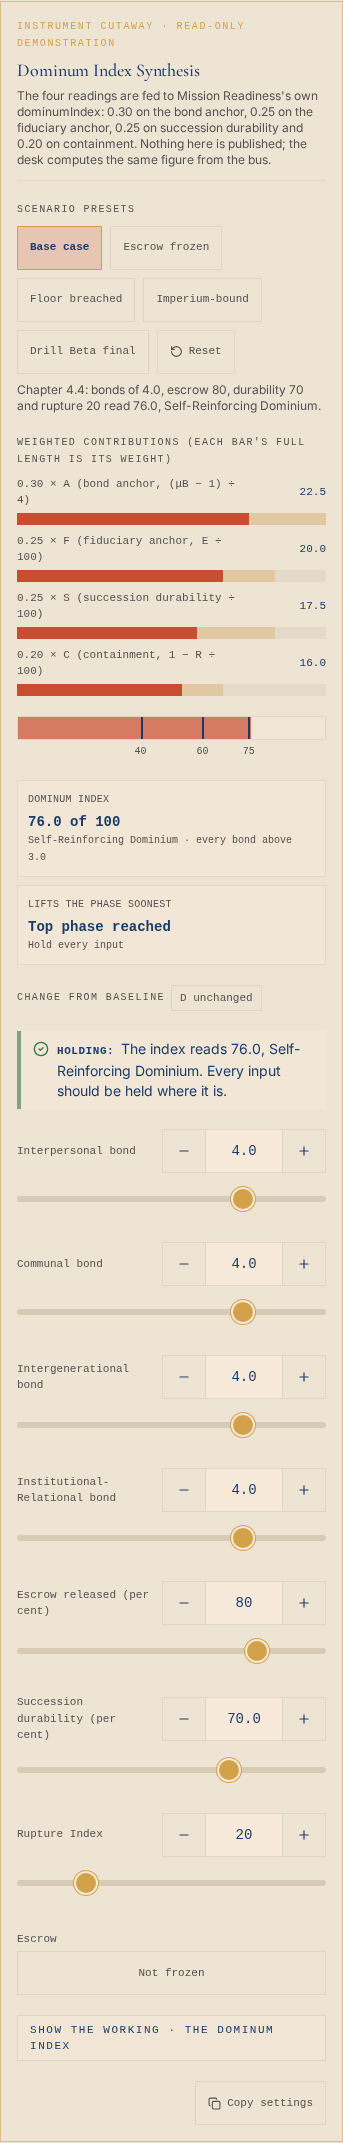 INSTRUMENT CUTAWAY · READ-ONLY
DEMONSTRATION
Dominum Index Synthesis
The four readings are fed to Mission Readiness's own
dominumIndex: 0.30 on the bond anchor, 0.25 on the
fiduciary anchor, 0.25 on succession durability and
0.20 on containment. Nothing here is published; the
desk computes the same figure from the bus.
SCENARIO PRESETS
Base case
Escrow frozen
Floor breached
Imperium-bound
Drill Beta final
Reset
Chapter 4.4: bonds of 4.0, escrow 80, durability 70
and rupture 20 read 76.0, Self-Reinforcing Dominium.
WEIGHTED CONTRIBUTIONS (EACH BAR'S FULL
LENGTH IS ITS WEIGHT)
0.30 × A (bond anchor, (μB − 1) ÷
4)
22.5
0.25 × F (fiduciary anchor, E ÷
100)
20.0
0.25 × S (succession durability ÷
100)
17.5
0.20 × C (containment, 1 − R ÷
100)
16.0
40 60 75
DOMINUM INDEX
76.0 of 100
Self-Reinforcing Dominium · every bond above
3.0
LIFTS THE PHASE SOONEST
Top phase reached
Hold every input
CHANGE FROM BASELINE D unchanged
HOLDING: The index reads 76.0, Self-
Reinforcing Dominium. Every input
should be held where it is.
Interpersonal bond
− 4.0 +
Communal bond
− 4.0 +
Intergenerational
bond
− 4.0 +
Institutional-
Relational bond
− 4.0 +
Escrow released (per
cent)
− 80 +
Succession
durability (per
cent)
− 70.0 +
Rupture Index
− 20 +
Escrow
Not frozen
SHOW THE WORKING · THE DOMINUM
INDEX
Copy settings